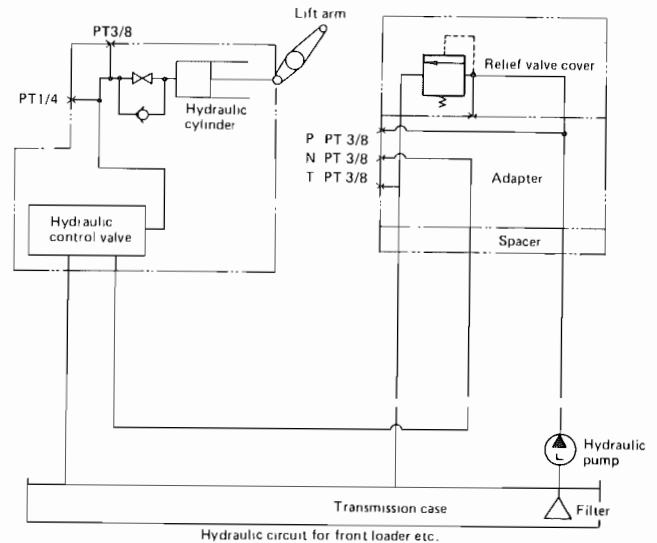 Lift arm
PT3/8
PT1/4
Hydraulic
cylinder
Hydraulic
control valve
Relief valve cover
P PT 3/8
N PT 3/8
T PT 3/8
Adapter
Spacer
Hydraulic
pump
L
Filter
Transmission case
Hydraulic circuit for front loader etc.